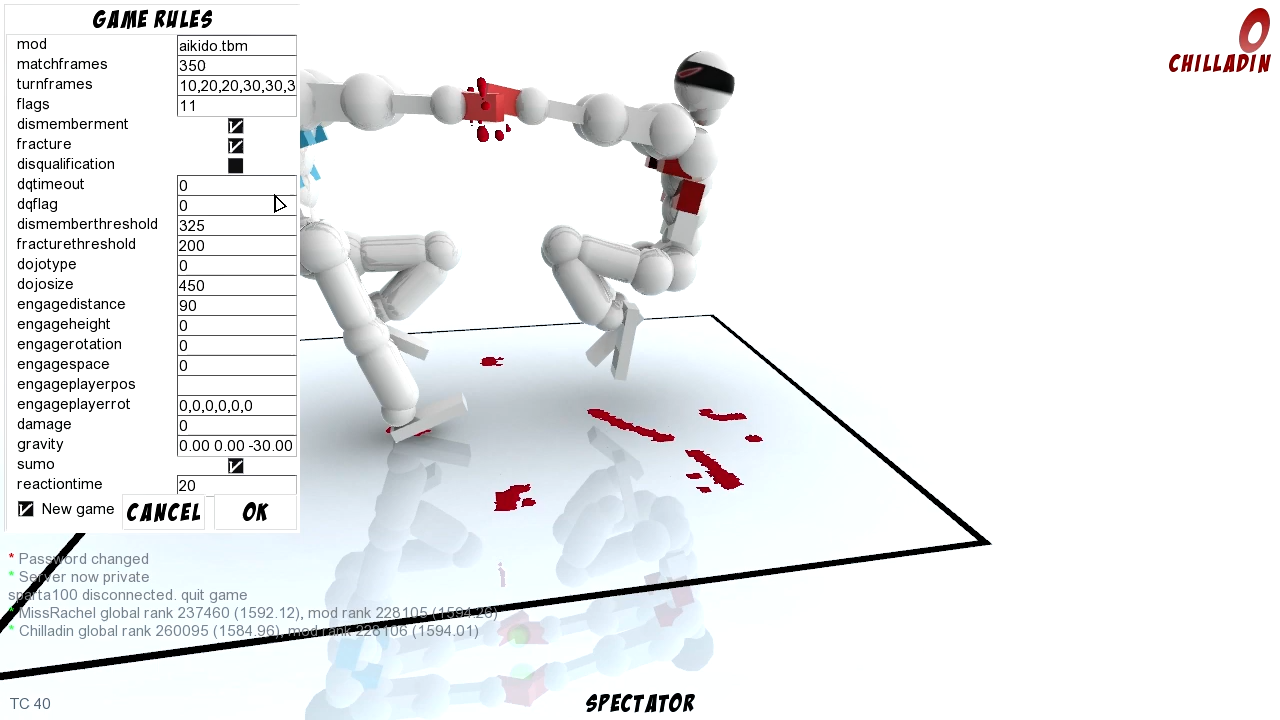 GAME RULES
mod aikido.tbm
matchframes 350
turnframes 10,20,20,30,30,3
flags 11
dismemberment
fracture
disqualification
dqtimeout 0
dqflag 0
dismemberthreshold 325
fracturethreshold 200
dojotype 0
dojosize 450
engagedistance 90
engageheight 0
engagerotation 0
engagespace 0
engageplayerpos
engageplayerrot 0,0,0,0,0,0
damage 0
gravity 0.00 0.00 -30.00
sumo
reactiontime 20
New game CANCEL OK
0
CHILLADIN
* Password changed
* Server now private
sparta100 disconnected. quit game
* MissRachel global rank 237460 (1592.12), mod rank 228105 (1594.26)
* Chilladin global rank 260095 (1584.96), mod rank 228106 (1594.01)
TC 40
SPECTATOR